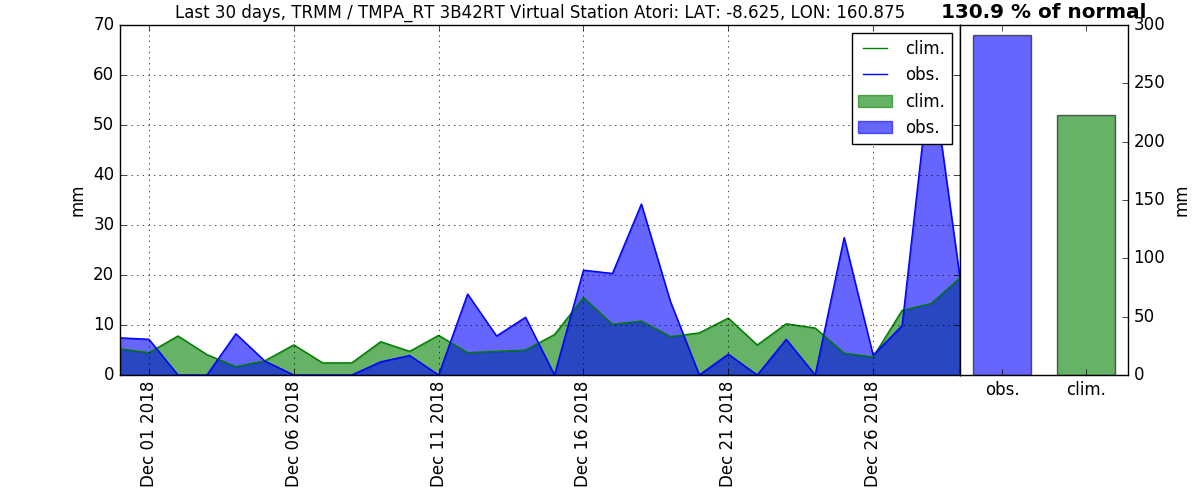 Last 30 days, TRMM / TMPA_RT 3B42RT Virtual Station Atori: LAT: -8.625, LON: 160.875
130.9 % of normal
70
60
50
40
30
20
10
0
mm
clim.
obs.
clim.
obs.
Dec 01 2018
Dec 06 2018
Dec 11 2018
Dec 16 2018
Dec 21 2018
Dec 26 2018
300
250
200
150
100
50
0
mm
obs.
clim.